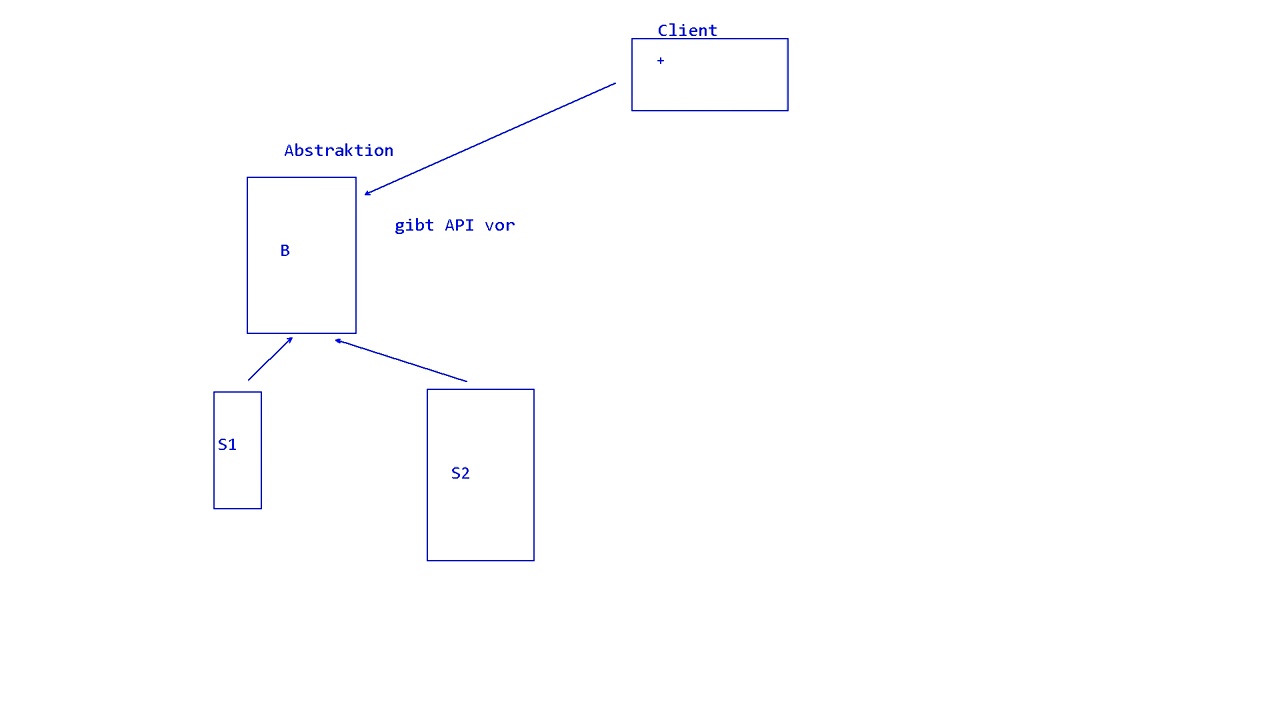 Client
+
Abstraktion
gibt API vor
B
S1
S2